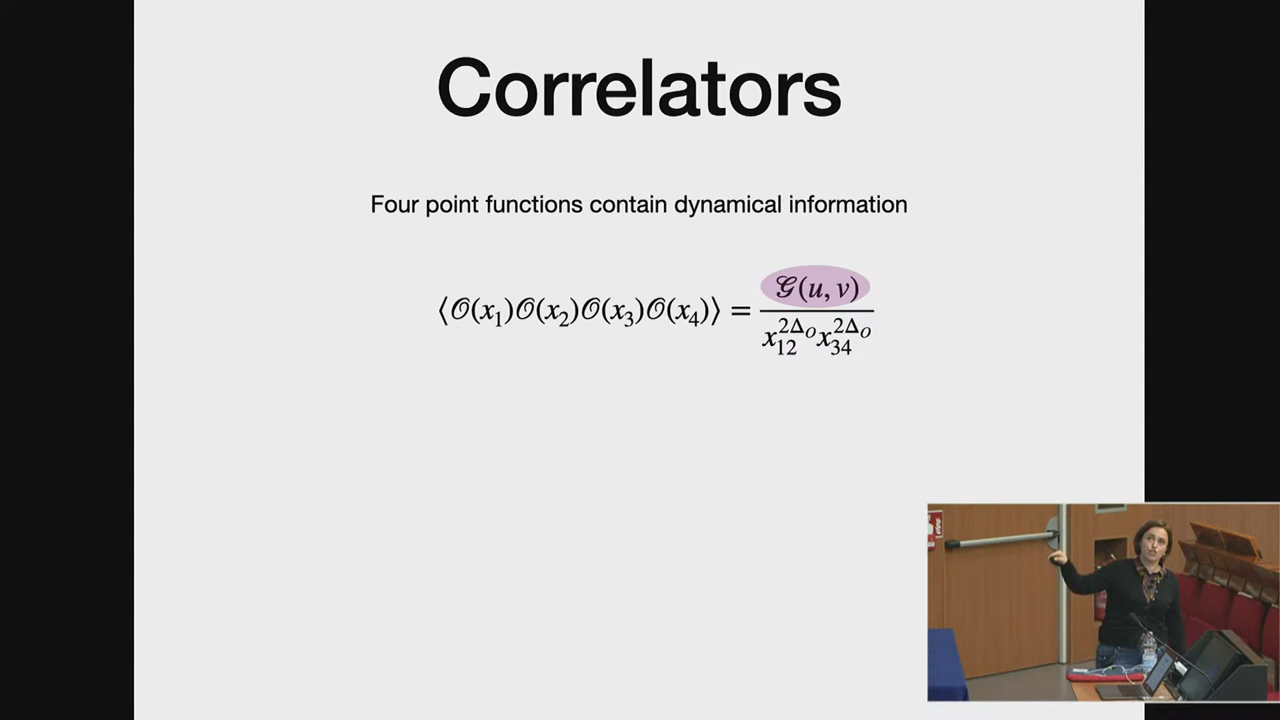 Correlators
Four point functions contain dynamical information
⟨𝒪(x₁)𝒪(x₂)𝒪(x₃)𝒪(x₄)⟩ = 𝒢(u, v) / x₁₂^{2Δ_O} x₃₄^{2Δ_O}